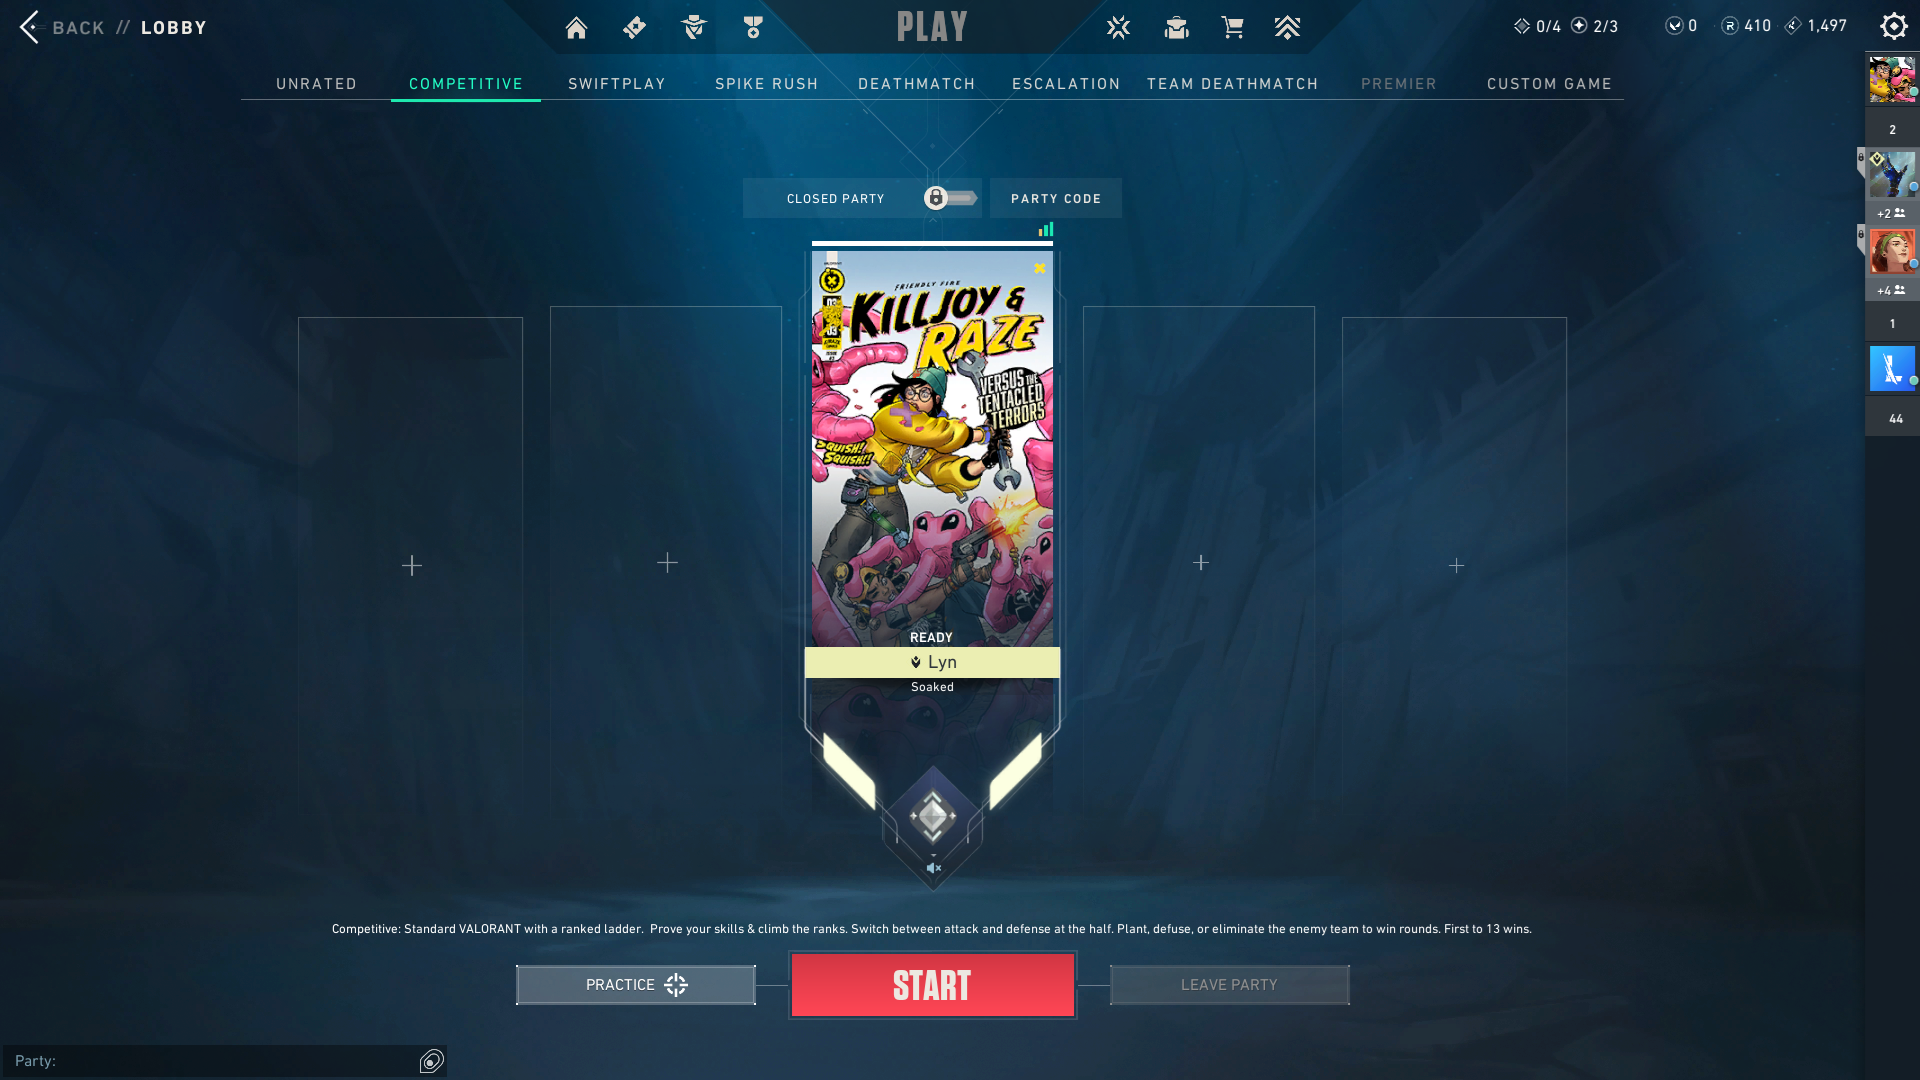 BACK // LOBBY
PLAY
0/4 2/3 0 410 1,497
UNRATED COMPETITIVE SWIFTPLAY SPIKE RUSH DEATHMATCH ESCALATION TEAM DEATHMATCH PREMIER CUSTOM GAME
CLOSED PARTY PARTY CODE
FRIENDLY FIRE
KILLJOY &
RAZE
VERSUS THE
TENTACLED
TERRORS
SQUISH!
SQUISH!!
READY
Lyn
Soaked
2
+2
+4
1
44
Competitive: Standard VALORANT with a ranked ladder.  Prove your skills & climb the ranks. Switch between attack and defense at the half. Plant, defuse, or eliminate the enemy team to win rounds. First to 13 wins.
PRACTICE START LEAVE PARTY
Party: